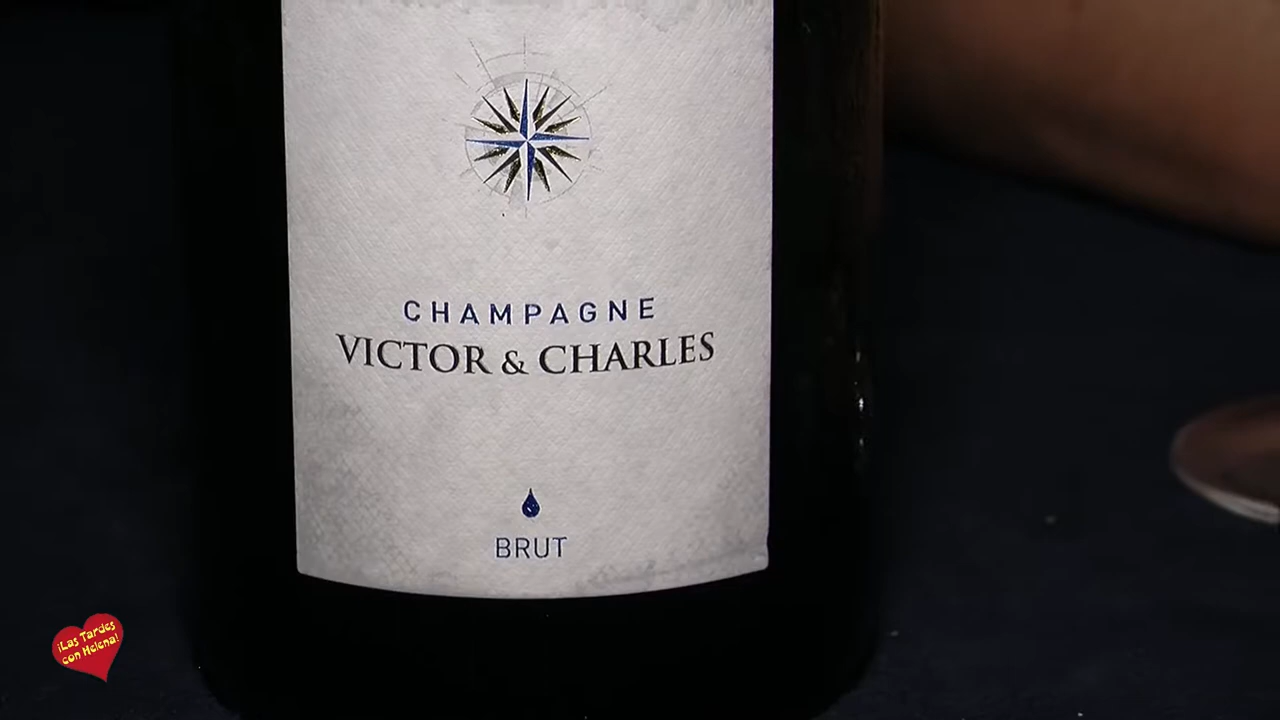 CHAMPAGNE
VICTOR & CHARLES
BRUT
¡Las Tardes
con Helena!